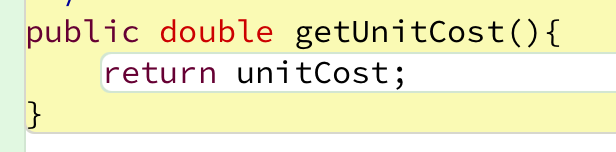 public double getUnitCost(){
return unitCost;
}